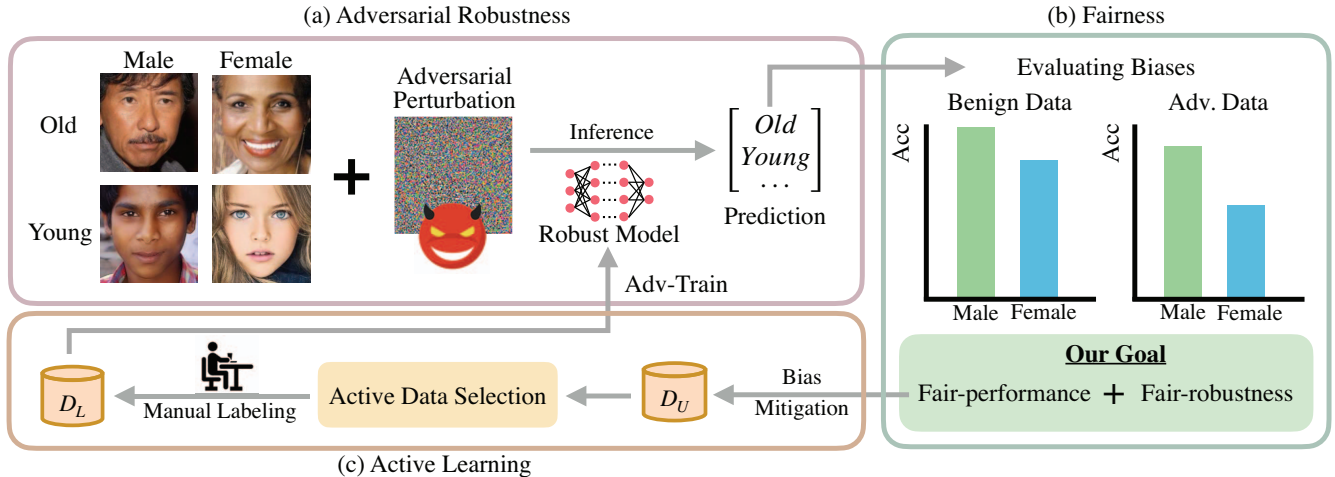 (a) Adversarial Robustness
Male
Female
Old
Young
Adversarial
Perturbation
Inference
Robust Model
Adv-Train
Old
Young
...
Prediction
(b) Fairness
Evaluating Biases
Benign Data
Acc
Male
Female
Adv. Data
Acc
Male
Female
Our Goal
Fair-performance + Fair-robustness
Bias
Mitigation
D_U
Active Data Selection
Manual Labeling
D_L
(c) Active Learning